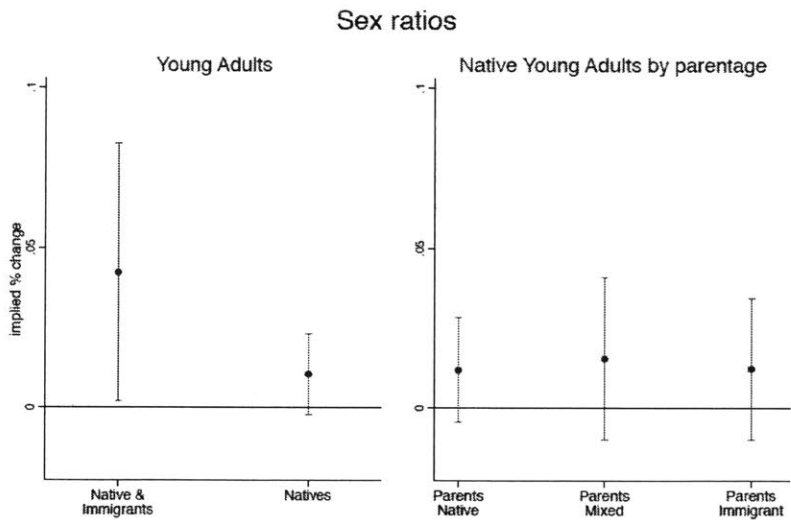 Sex ratios
Young Adults
implied % change
.1
.05
0
Native &
Immigrants
Natives
Native Young Adults by parentage
.1
.05
0
Parents
Native
Parents
Mixed
Parents
Immigrant